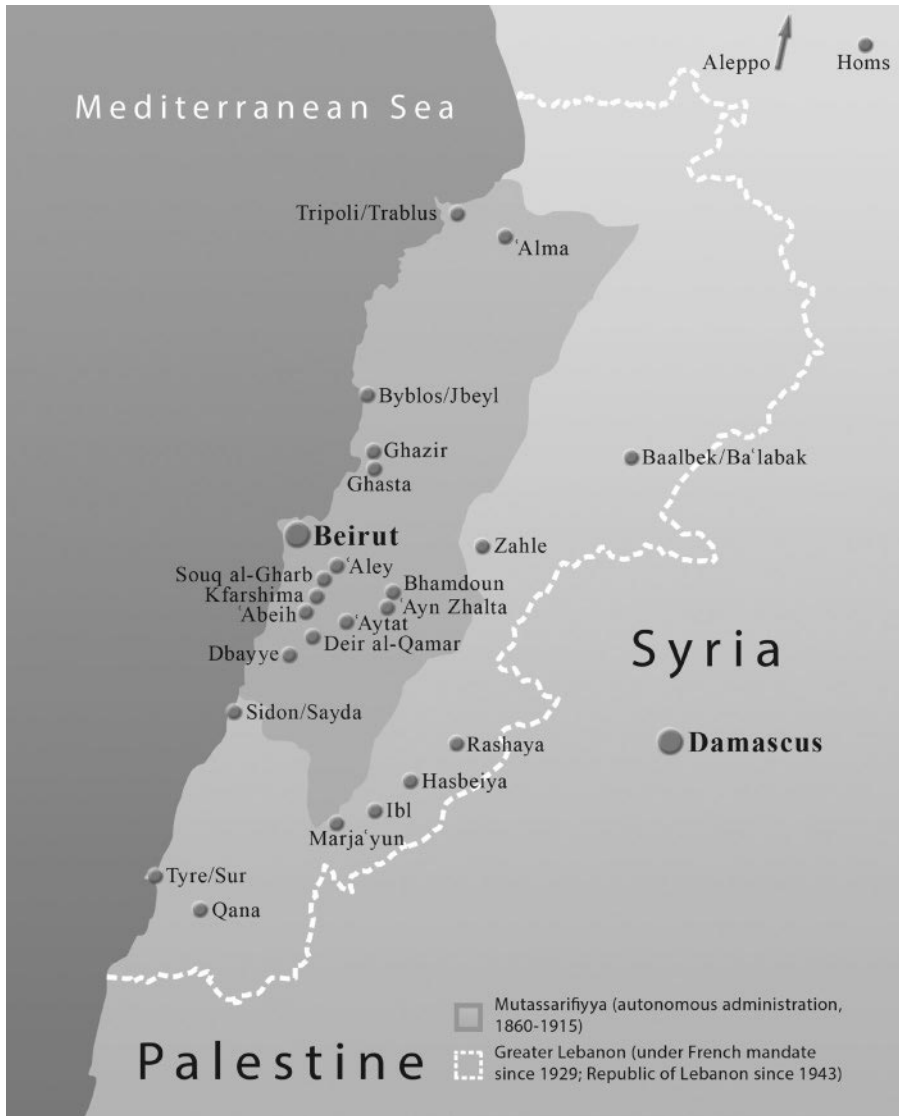 Aleppo
Homs
Mediterranean Sea
Tripoli/Trablus
ʿAlma
Byblos/Jbeyl
Ghazir
Ghasta
Baalbek/Baʿlabak
Beirut
Zahle
ʿAley
Souq al-Gharb
Bhamdoun
Kfarshima
ʿAyn Zhalta
ʿAbeih
ʿAytat
Deir al-Qamar
Dbayye
Syria
Sidon/Sayda
Rashaya
Damascus
Hasbeiya
Ibl
Marjaʿyun
Tyre/Sur
Qana
Mutassarifiyya (autonomous administration,
1860-1915)
Palestine
Greater Lebanon (under French mandate
since 1929; Republic of Lebanon since 1943)